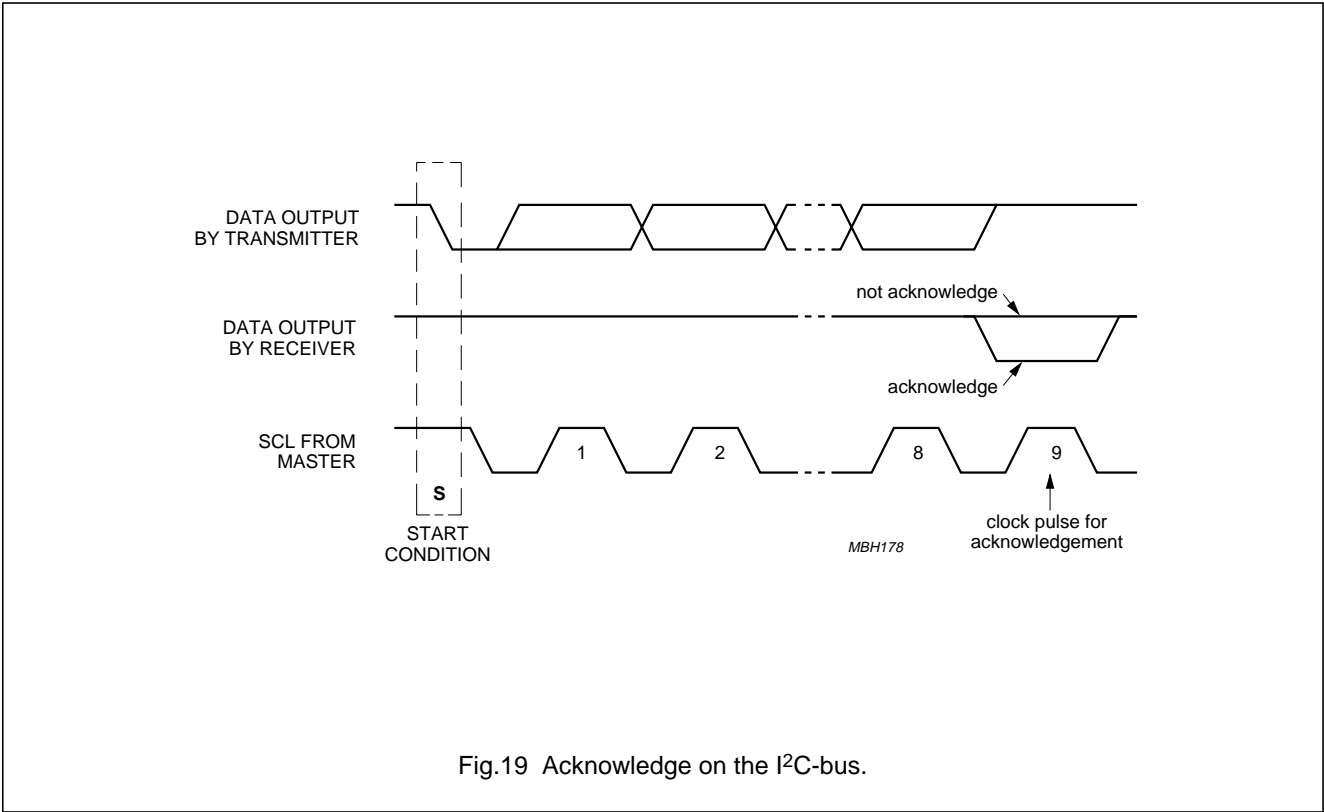 DATA OUTPUT
BY TRANSMITTER
not acknowledge
DATA OUTPUT
BY RECEIVER
acknowledge
SCL FROM
MASTER
1
2
8
9
S
START
CONDITION
clock pulse for
acknowledgement
MBH178
Fig.19 Acknowledge on the I²C-bus.